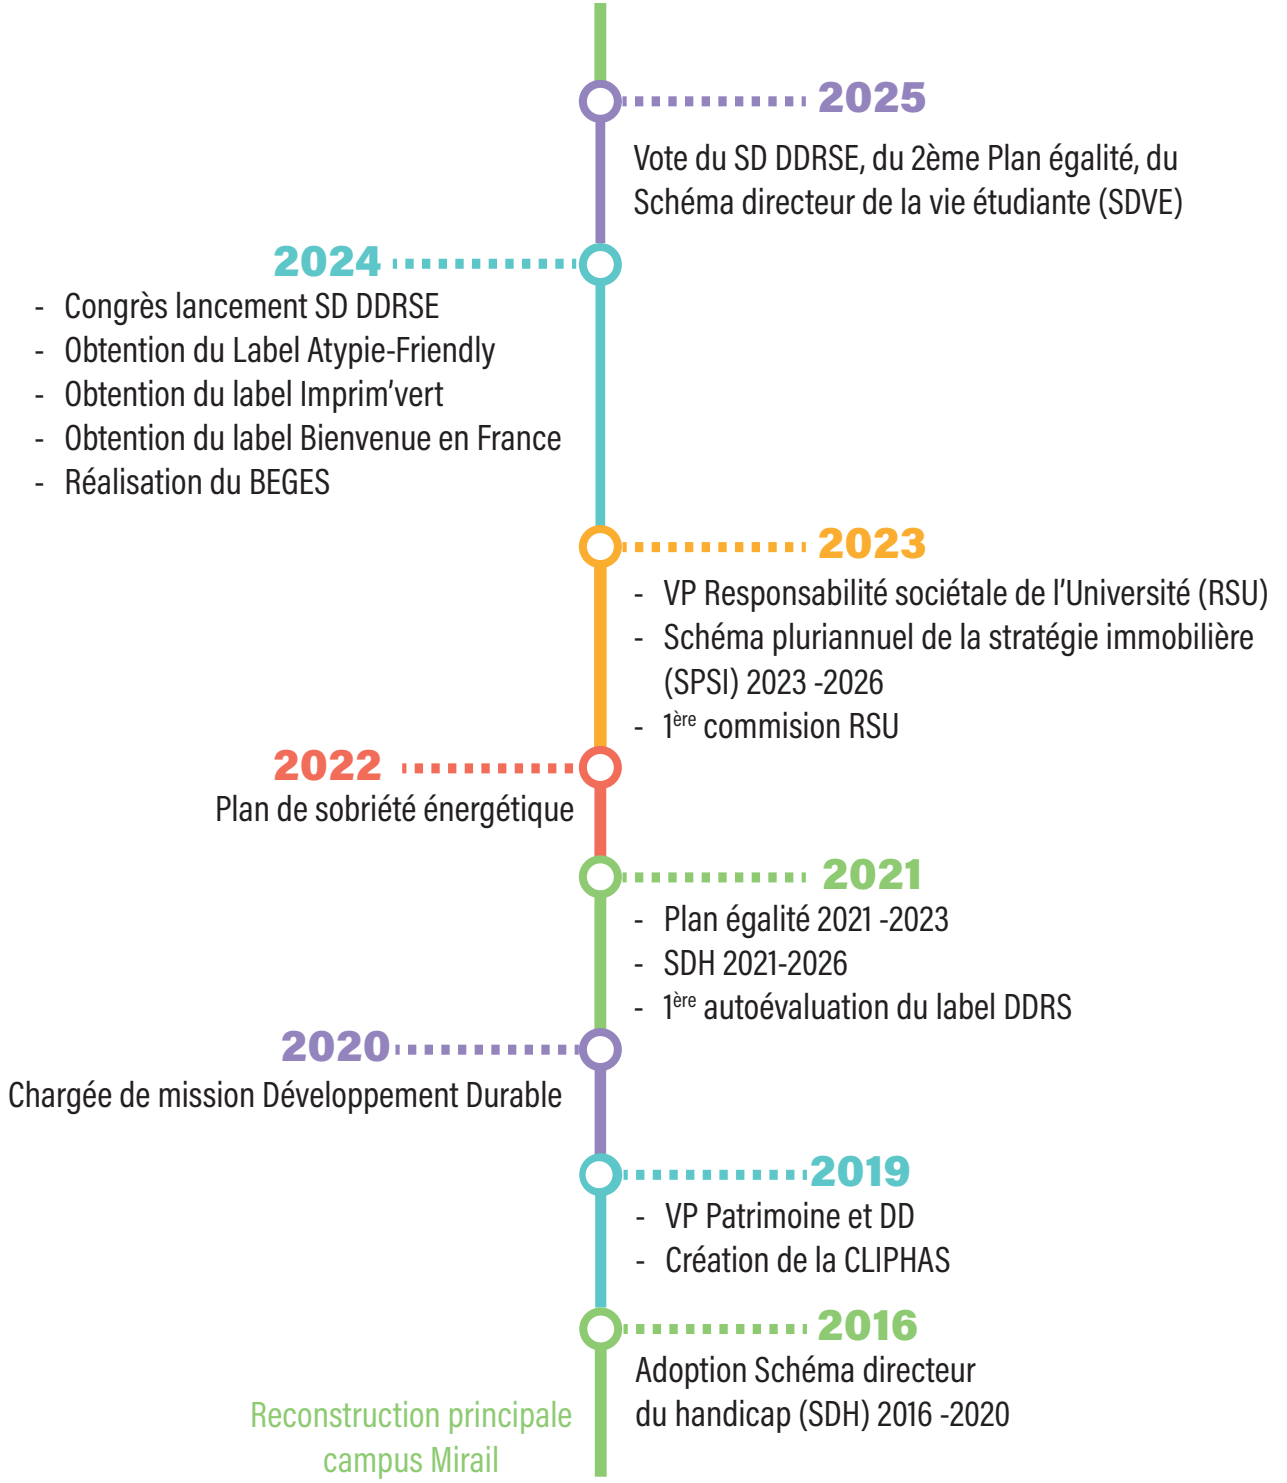 2025
Vote du SD DDRSE, du 2ème Plan égalité, du
Schéma directeur de la vie étudiante (SDVE)
2024
- Congrès lancement SD DDRSE
- Obtention du Label Atypie-Friendly
- Obtention du label Imprim’vert
- Obtention du label Bienvenue en France
- Réalisation du BEGES
2023
- VP Responsabilité sociétale de l’Université (RSU)
- Schéma pluriannuel de la stratégie immobilière
(SPSI) 2023 -2026
- 1ère commision RSU
2022
Plan de sobriété énergétique
2021
- Plan égalité 2021 -2023
- SDH 2021-2026
- 1ère autoévaluation du label DDRS
2020
Chargée de mission Développement Durable
2019
- VP Patrimoine et DD
- Création de la CLIPHAS
2016
Adoption Schéma directeur
du handicap (SDH) 2016 -2020
Reconstruction principale
campus Mirail